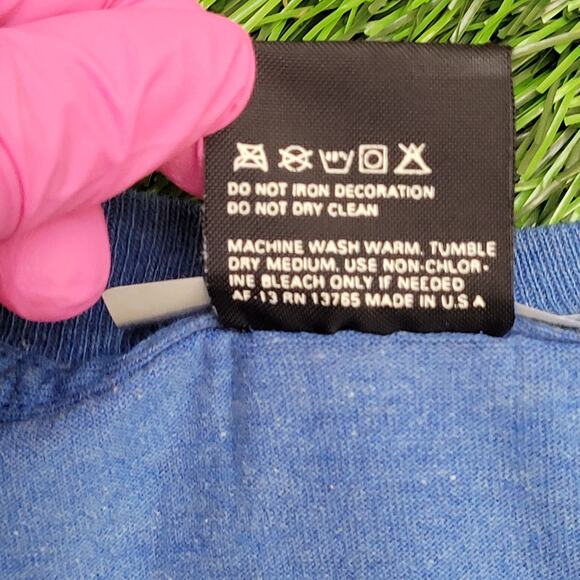 DO NOT IRON DECORATION
DO NOT DRY CLEAN
MACHINE WASH WARM. TUMBLE
DRY MEDIUM. USE NON-CHLOR-
INE BLEACH ONLY IF NEEDED
AF-13 RN 13765 MADE IN U.S A